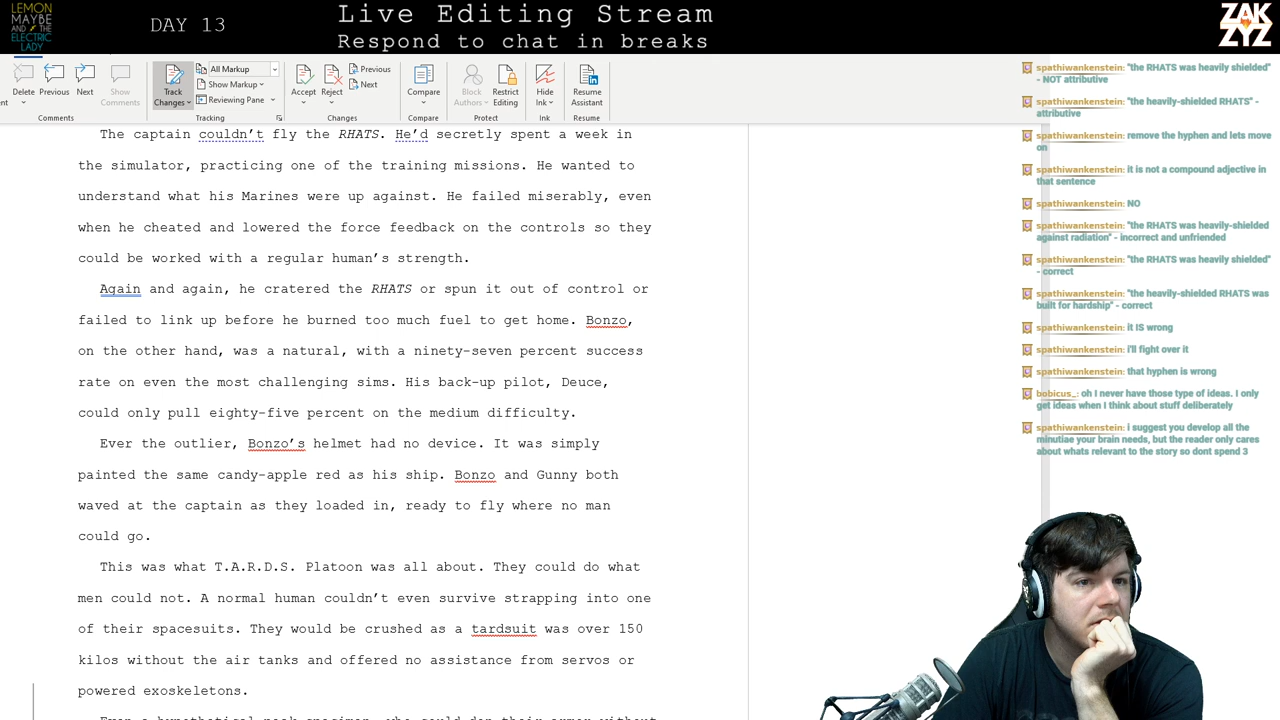 LEMON
MAYBE
AND THE
ELECTRIC
LADY
DAY 13
Live Editing Stream
Respond to chat in breaks
ZAK
ZYZ
Delete
Previous
Next
Show
Comments
Comments
Track
Changes
All Markup
Show Markup
Reviewing Pane
Tracking
Accept
Reject
Previous
Next
Changes
Compare
Compare
Block
Authors
Restrict
Editing
Protect
Hide
Ink
Ink
Resume
Assistant
Resume
The captain couldn't fly the RHATS. He'd secretly spent a week in
the simulator, practicing one of the training missions. He wanted to
understand what his Marines were up against. He failed miserably, even
when he cheated and lowered the force feedback on the controls so they
could be worked with a regular human's strength.
Again and again, he cratered the RHATS or spun it out of control or
failed to link up before he burned too much fuel to get home. Bonzo,
on the other hand, was a natural, with a ninety-seven percent success
rate on even the most challenging sims. His back-up pilot, Deuce,
could only pull eighty-five percent on the medium difficulty.
Ever the outlier, Bonzo's helmet had no device. It was simply
painted the same candy-apple red as his ship. Bonzo and Gunny both
waved at the captain as they loaded in, ready to fly where no man
could go.
This was what T.A.R.D.S. Platoon was all about. They could do what
men could not. A normal human couldn't even survive strapping into one
of their spacesuits. They would be crushed as a tardsuit was over 150
kilos without the air tanks and offered no assistance from servos or
powered exoskeletons.
spathiwankenstein: "the RHATS was heavily shielded"
- NOT attributive
spathiwankenstein: "the heavily-shielded RHATS" -
attributive
spathiwankenstein: remove the hyphen and lets move
on
spathiwankenstein: it is not a compound adjective in
that sentence
spathiwankenstein: NO
spathiwankenstein: "the RHATS was heavily-shielded
against radiation" - incorrect and unfriended
spathiwankenstein: "the RHATS was heavily shielded"
- correct
spathiwankenstein: "the heavily-shielded RHATS was
built for hardship" - correct
spathiwankenstein: it IS wrong
spathiwankenstein: i'll fight over it
spathiwankenstein: that hyphen is wrong
bobicus_: oh I never have those type of ideas. I only
get ideas when I think about stuff deliberately
spathiwankenstein: i suggest you develop all the
minutiae your brain needs, but the reader only cares
about whats relevant to the story so dont spend 3